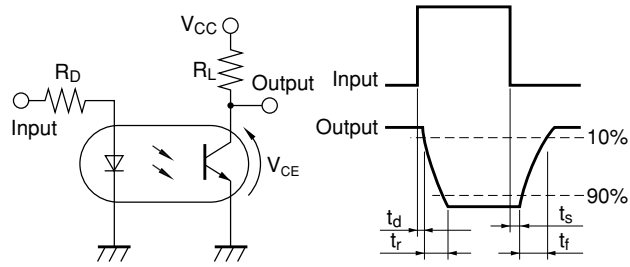 V_CC
R_D
R_L
Output
Input
V_CE
Input
Output
10%
90%
t_d
t_s
t_r
t_f